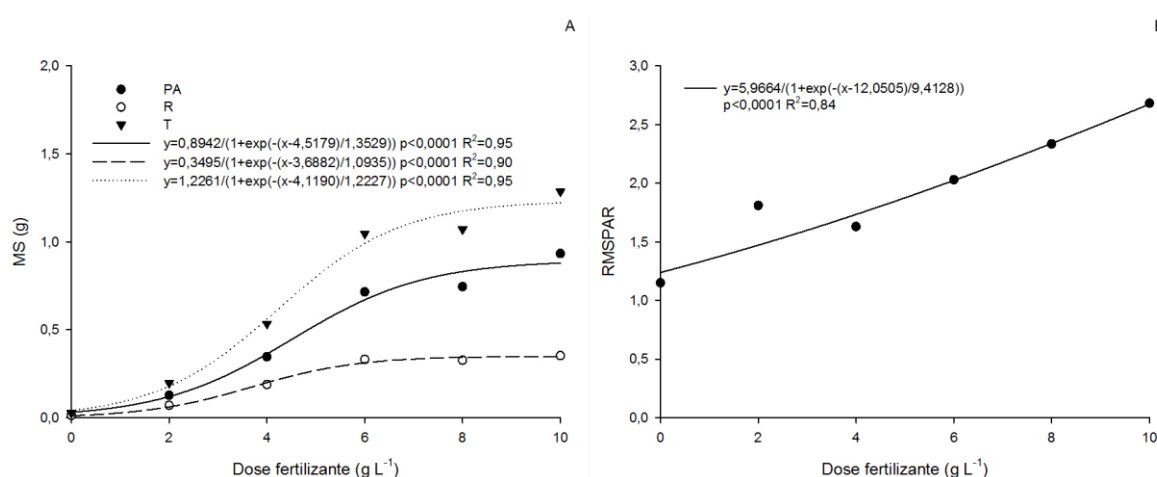 A
2,0
PA
R
T
y=0,8942/(1+exp(-(x-4,5179)/1,3529)) p<0,0001 R²=0,95
y=0,3495/(1+exp(-(x-3,6882)/1,0935)) p<0,0001 R²=0,90
y=1,2261/(1+exp(-(x-4,1190)/1,2227)) p<0,0001 R²=0,95
1,5
1,0
0,5
0,0
MS (g)
0 2 4 6 8 10
Dose fertilizante (g L⁻¹)
3,0
y=5,9664/(1+exp(-(x-12,0505)/9,4128))
p<0,0001 R²=0,84
2,5
2,0
1,5
1,0
0,5
0,0
RMSPAR
0 2 4 6 8 10
Dose fertilizante (g L⁻¹)